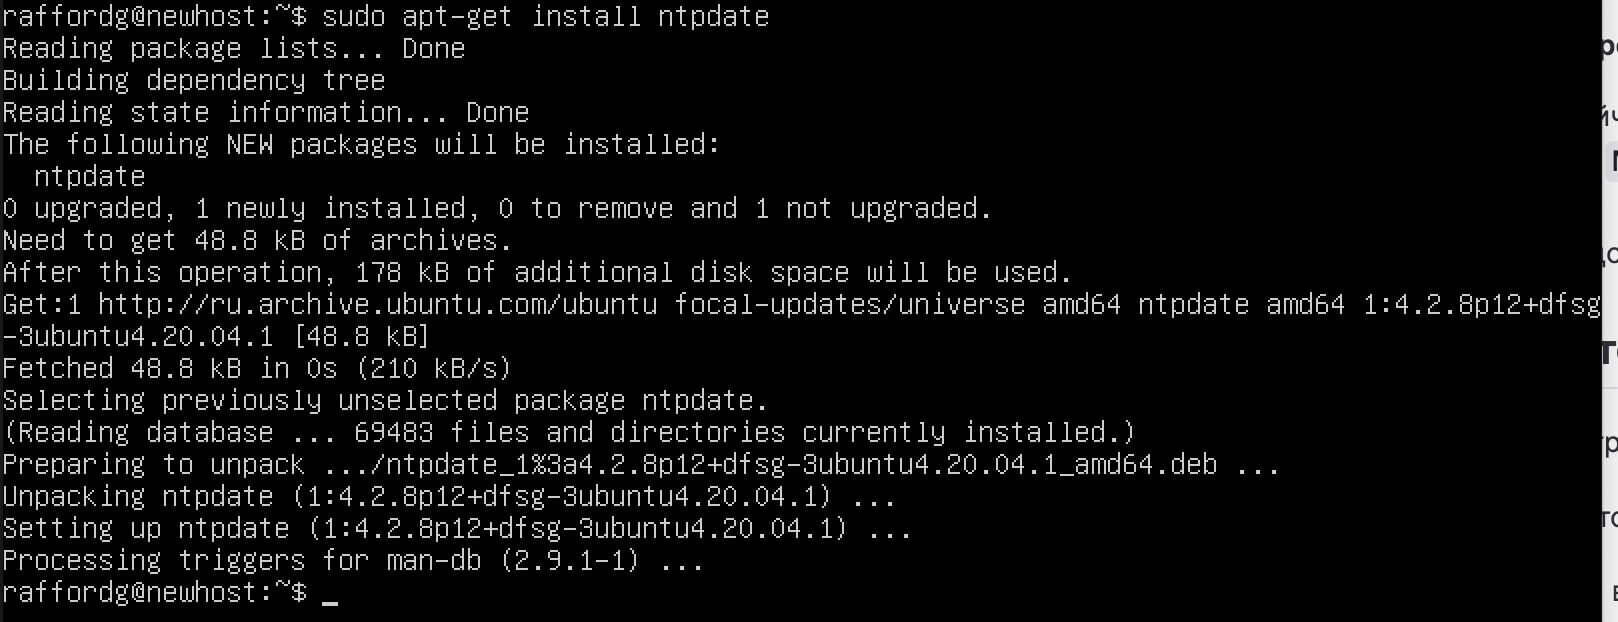 raffordg@newhost:~$ sudo apt-get install ntpdate
Reading package lists... Done
Building dependency tree
Reading state information... Done
The following NEW packages will be installed:
  ntpdate
0 upgraded, 1 newly installed, 0 to remove and 1 not upgraded.
Need to get 48.8 kB of archives.
After this operation, 178 kB of additional disk space will be used.
Get:1 http://ru.archive.ubuntu.com/ubuntu focal-updates/universe amd64 ntpdate amd64 1:4.2.8p12+dfsg
-3ubuntu4.20.04.1 [48.8 kB]
Fetched 48.8 kB in 0s (210 kB/s)
Selecting previously unselected package ntpdate.
(Reading database ... 69483 files and directories currently installed.)
Preparing to unpack .../ntpdate_1%3a4.2.8p12+dfsg-3ubuntu4.20.04.1_amd64.deb ...
Unpacking ntpdate (1:4.2.8p12+dfsg-3ubuntu4.20.04.1) ...
Setting up ntpdate (1:4.2.8p12+dfsg-3ubuntu4.20.04.1) ...
Processing triggers for man-db (2.9.1-1) ...
raffordg@newhost:~$ _